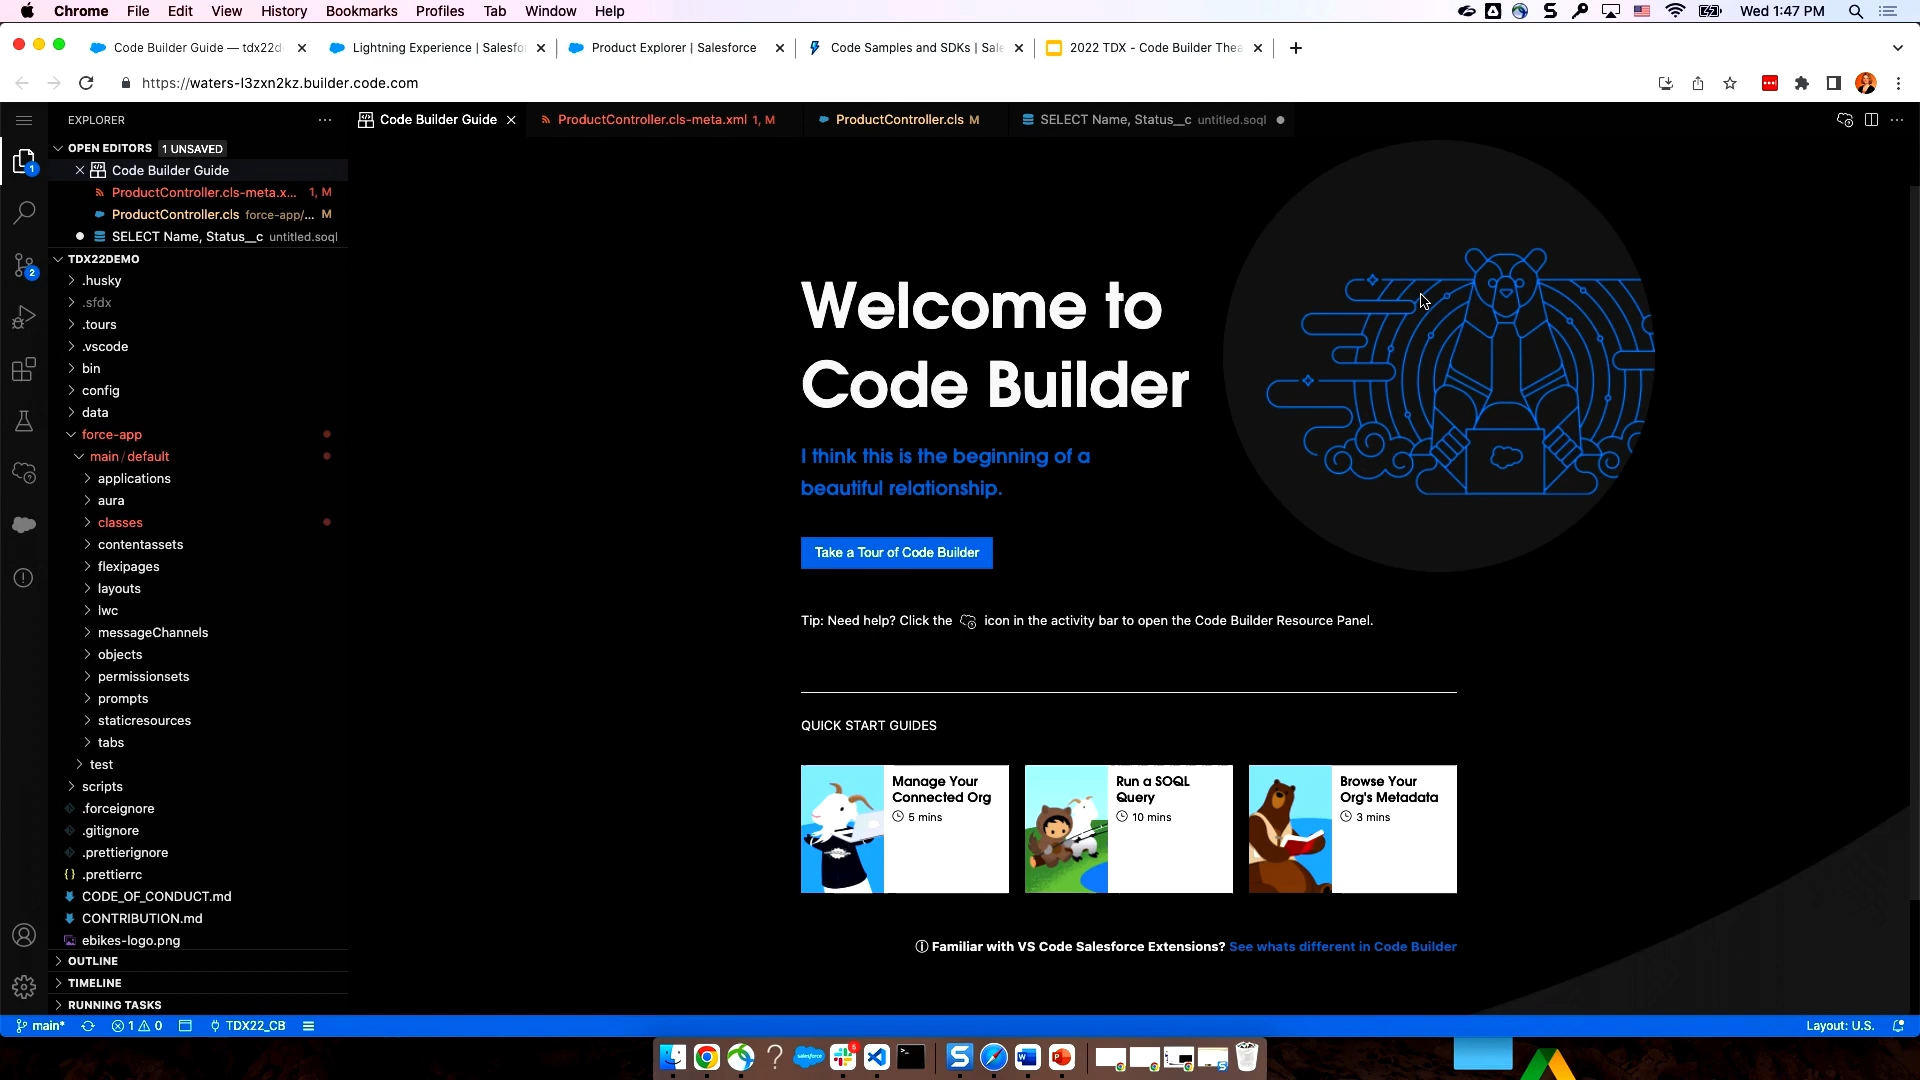 Chrome File Edit View History Bookmarks Profiles Tab Window Help Wed 1:47 PM
Code Builder Guide — tdx22d
Lightning Experience | Salesfo
Product Explorer | Salesforce
Code Samples and SDKs | Sale
2022 TDX - Code Builder Thea
https://waters-l3zxn2kz.builder.code.com
EXPLORER
Code Builder Guide
ProductController.cls-meta.xml 1, M
ProductController.cls M
SELECT Name, Status__c untitled.soql
OPEN EDITORS 1 UNSAVED
Code Builder Guide
ProductController.cls-meta.x... 1, M
ProductController.cls force-app/... M
SELECT Name, Status__c untitled.soql
TDX22DEMO
.husky
.sfdx
.tours
.vscode
bin
config
data
force-app
main / default
applications
aura
classes
contentassets
flexipages
layouts
lwc
messageChannels
objects
permissionsets
prompts
staticresources
tabs
test
scripts
.forceignore
.gitignore
.prettierignore
.prettierrc
CODE_OF_CONDUCT.md
CONTRIBUTION.md
ebikes-logo.png
OUTLINE
TIMELINE
RUNNING TASKS
1
2
Welcome to
Code Builder
I think this is the beginning of a
beautiful relationship.
Take a Tour of Code Builder
Tip: Need help? Click the icon in the activity bar to open the Code Builder Resource Panel.
QUICK START GUIDES
Manage Your
Connected Org
5 mins
Run a SOQL
Query
10 mins
Browse Your
Org's Metadata
3 mins
Familiar with VS Code Salesforce Extensions? See whats different in Code Builder
main* 1 0 TDX22_CB Layout: U.S.
salesforce